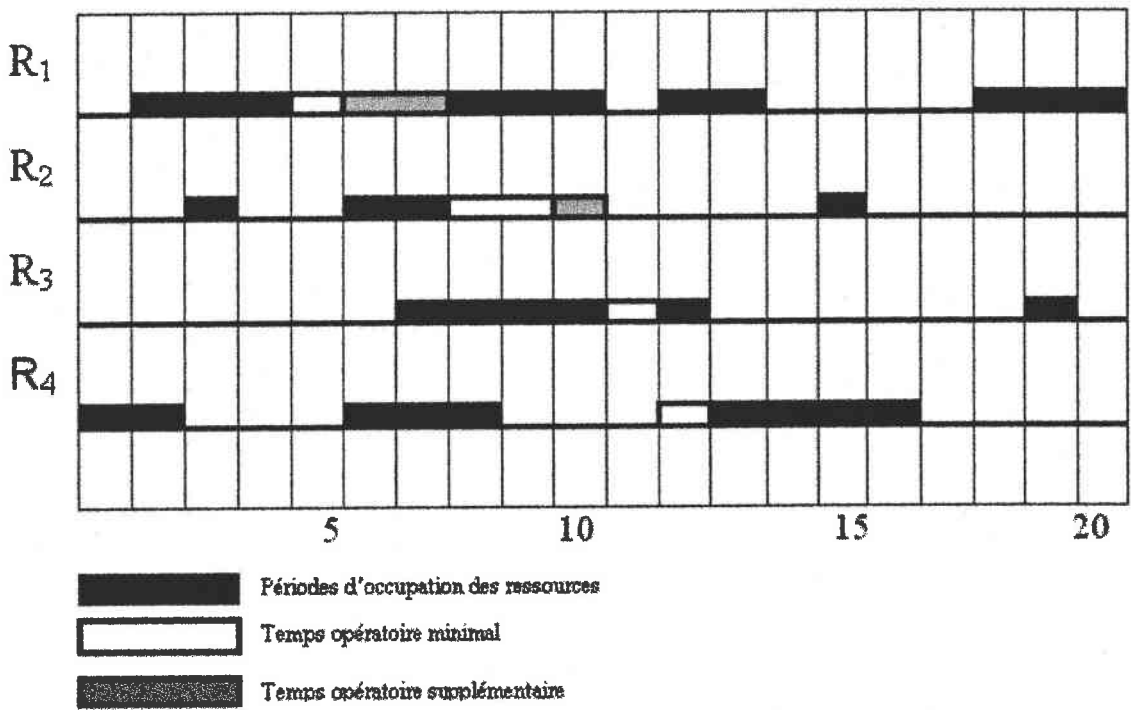 R₁
R₂
R₃
R₄
5 10 15 20
Périodes d'occupation des ressources
Temps opératoire minimal
Temps opératoire supplémentaire